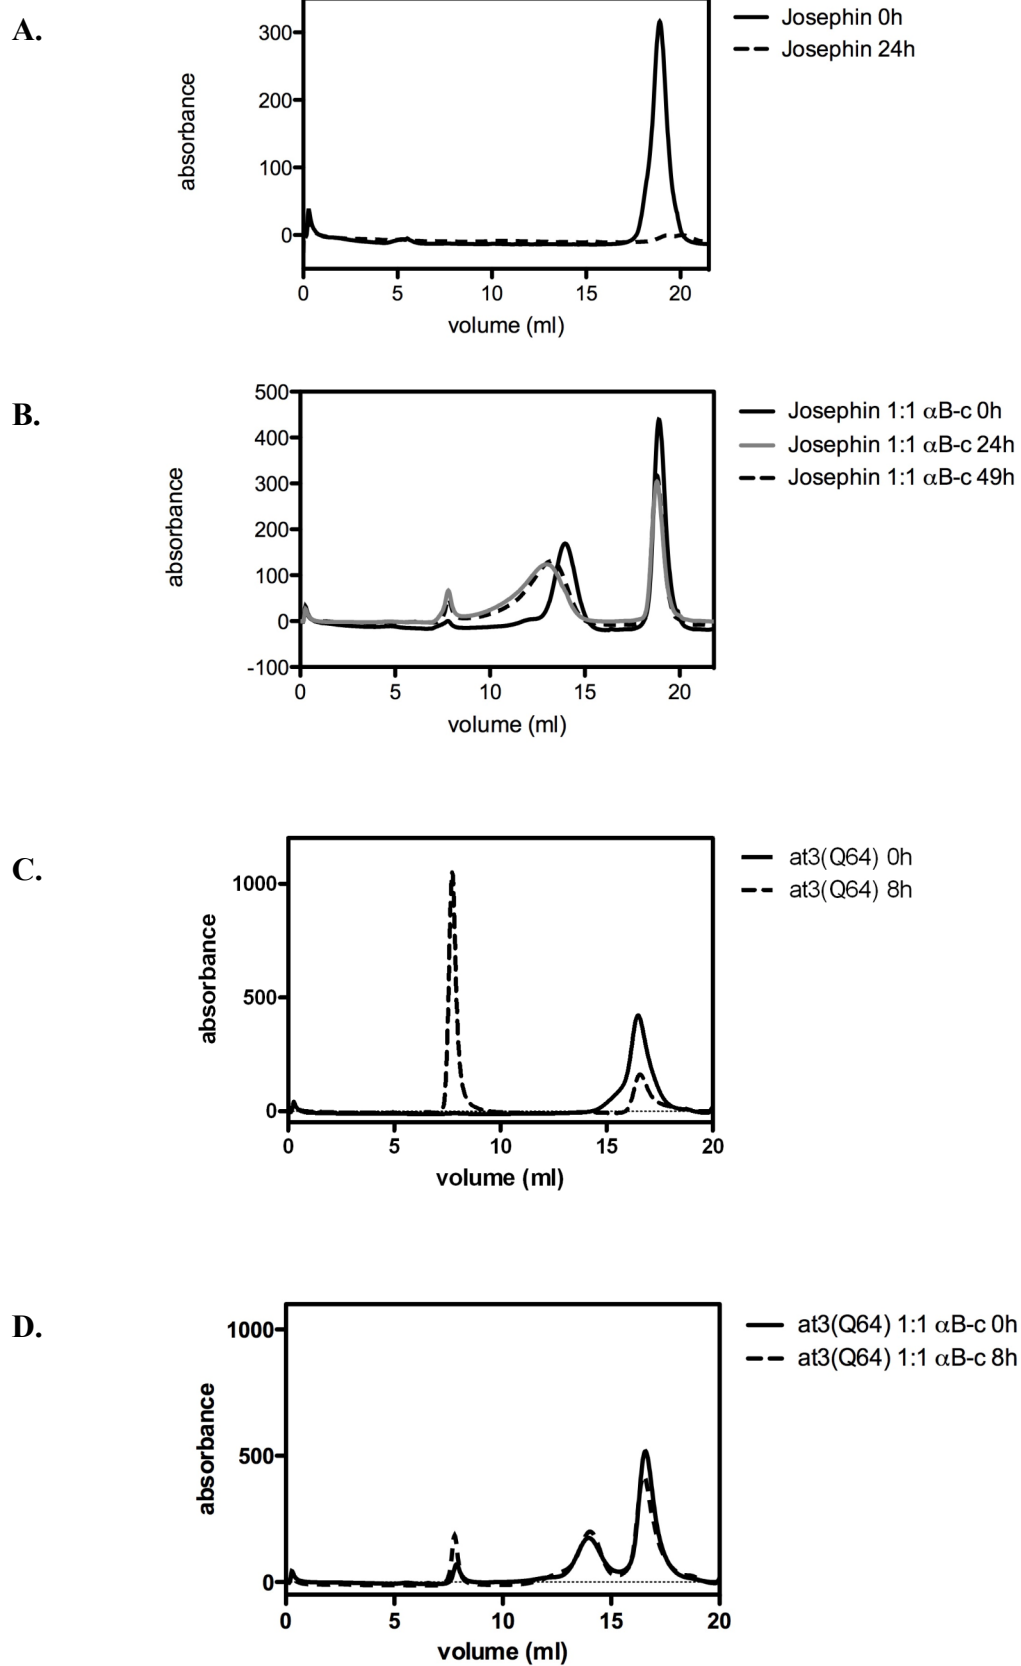 A.
300
200
100
0
absorbance
0 5 10 15 20
volume (ml)
Josephin 0h
Josephin 24h
B.
500
400
300
200
100
0
-100
absorbance
0 5 10 15 20
volume (ml)
Josephin 1:1 αB-c 0h
Josephin 1:1 αB-c 24h
Josephin 1:1 αB-c 49h
C.
1000
500
0
absorbance
0 5 10 15 20
volume (ml)
at3(Q64) 0h
at3(Q64) 8h
D.
1000
500
0
absorbance
0 5 10 15 20
volume (ml)
at3(Q64) 1:1 αB-c 0h
at3(Q64) 1:1 αB-c 8h